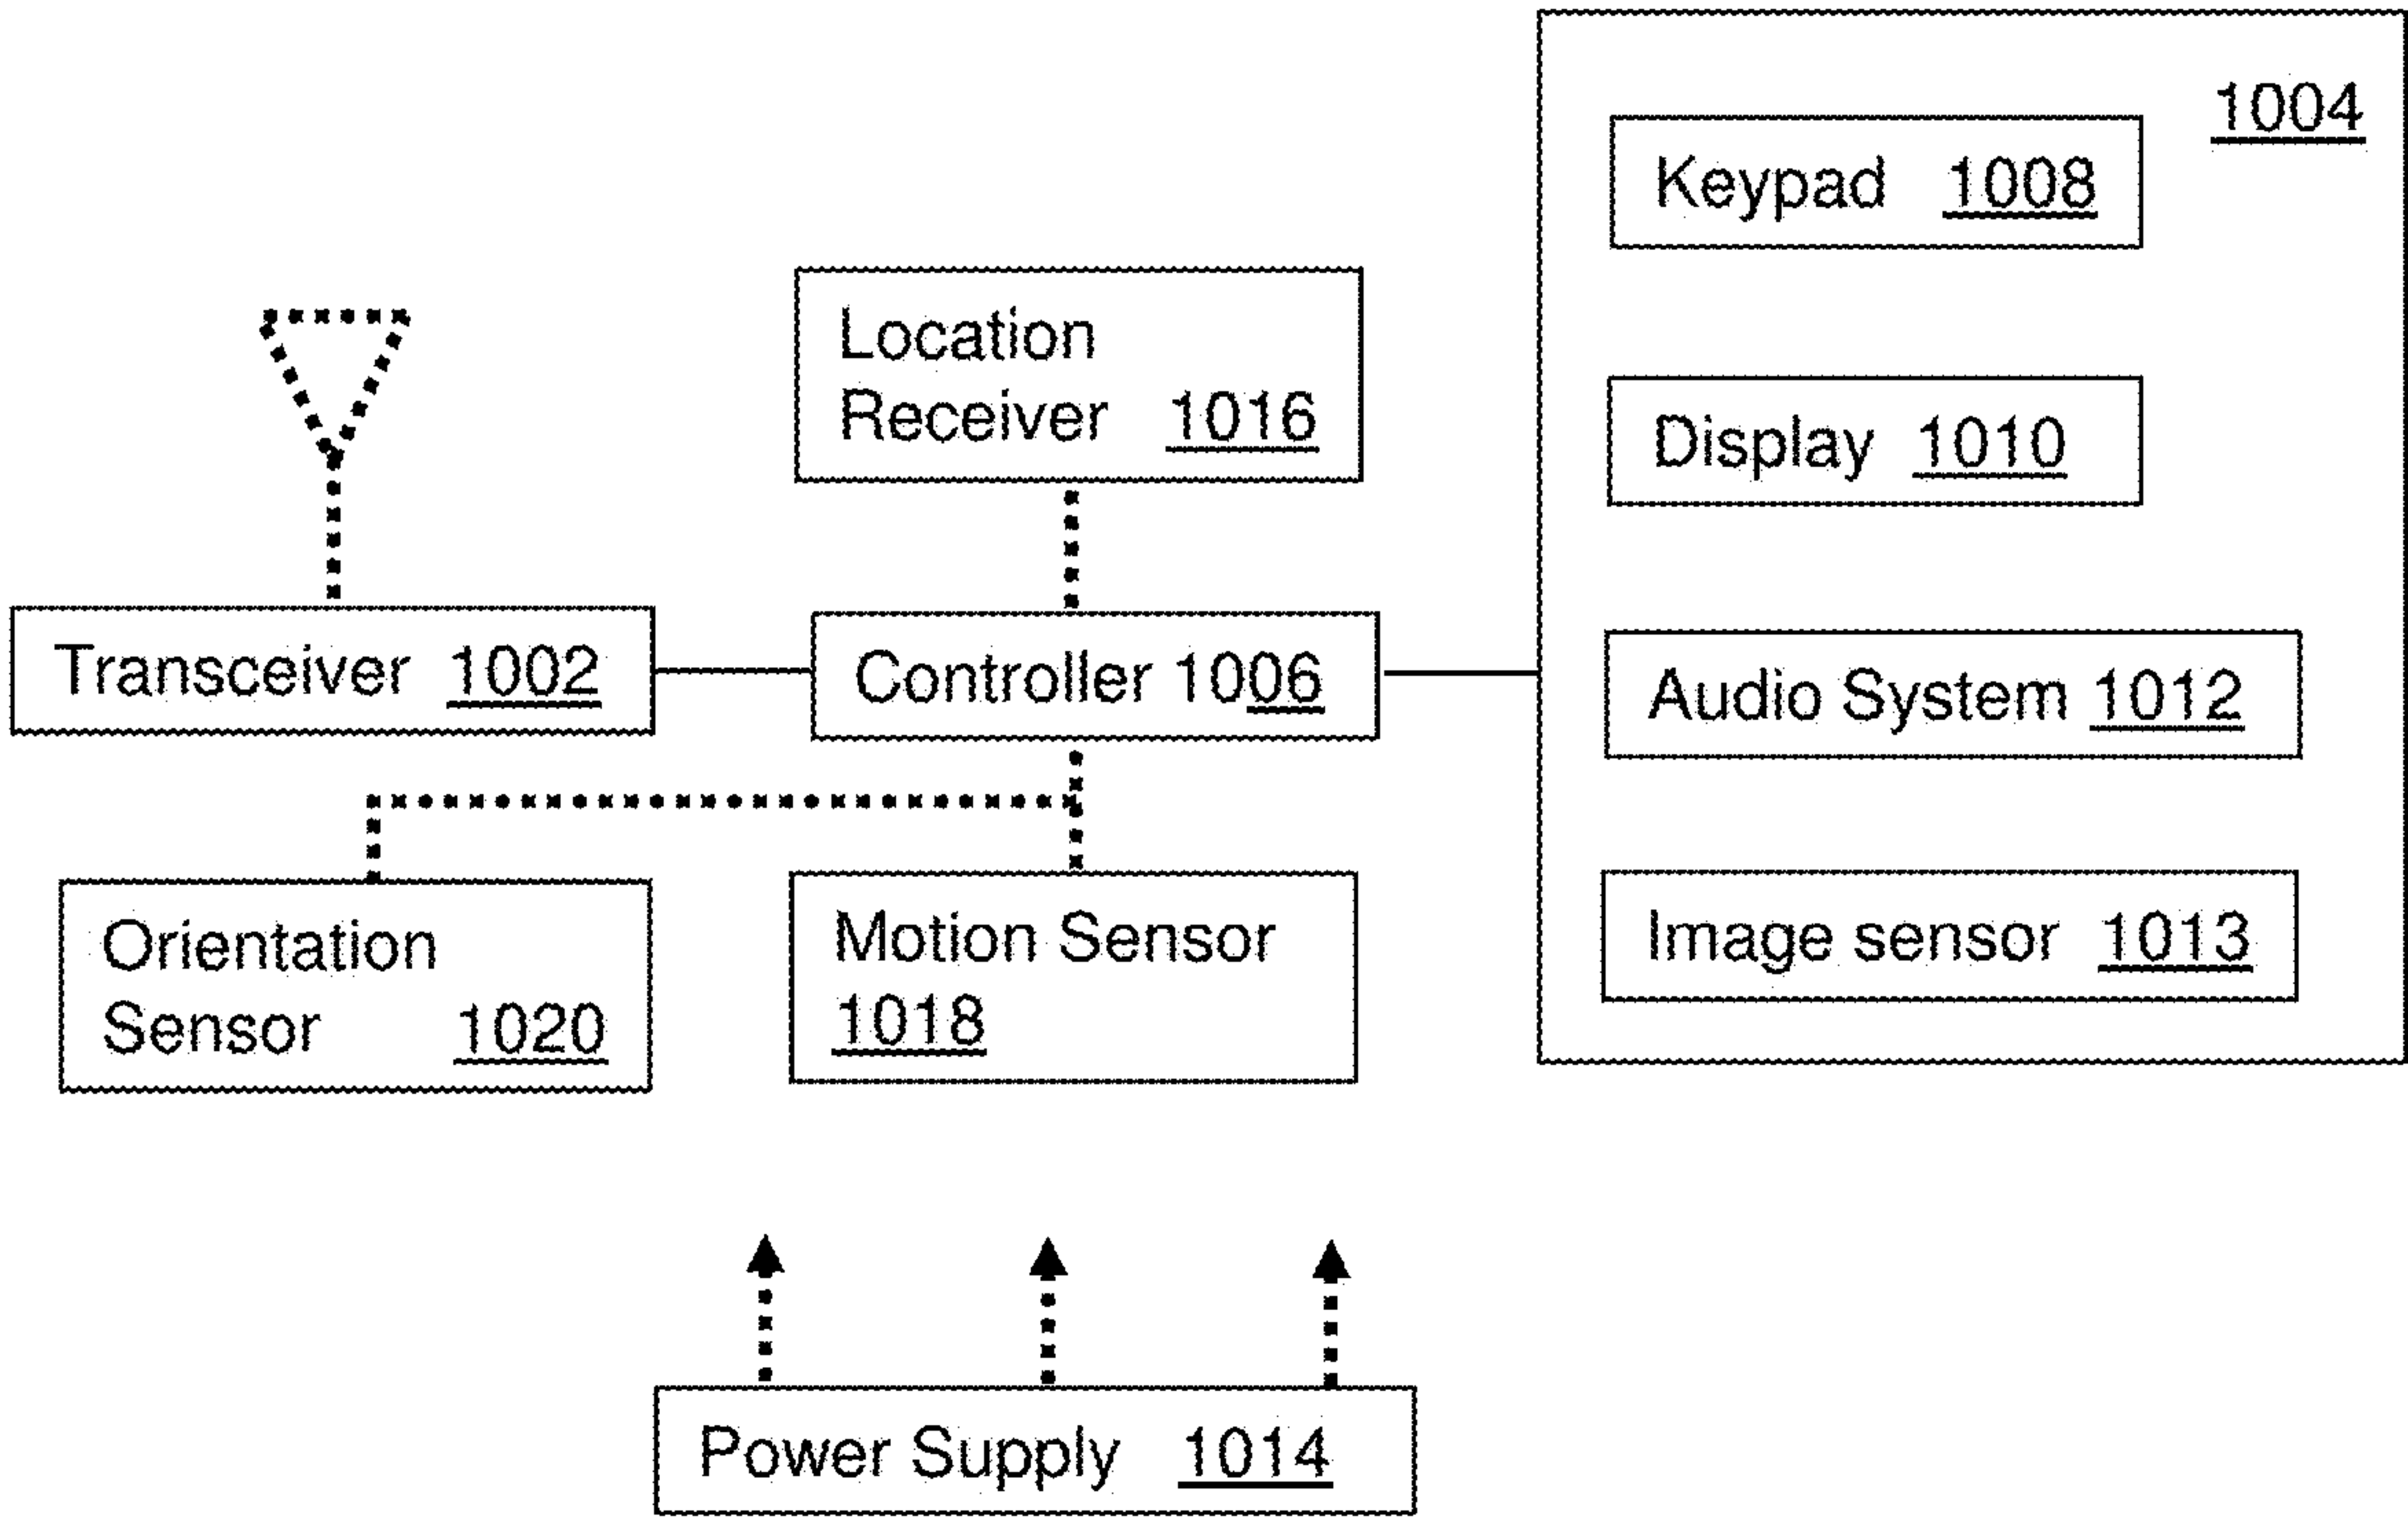 1004
Keypad 1008
Location
Receiver 1016
Display 1010
Transceiver 1002
Controller 1006
Audio System 1012
Orientation
Sensor 1020
Motion Sensor
1018
Image sensor 1013
Power Supply 1014